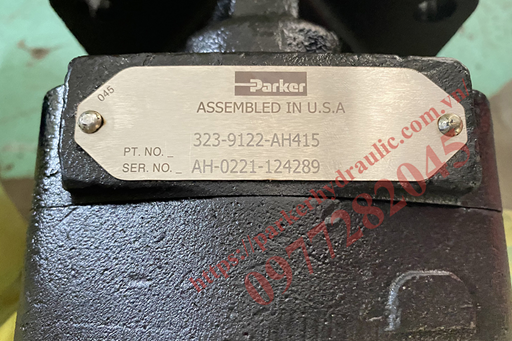 045
Parker
ASSEMBLED IN U.S.A
PT. NO. _ 323-9122-AH415
SER. NO. _ AH-0221-124289
https://parkerhydraulic.com.vn
0977282045